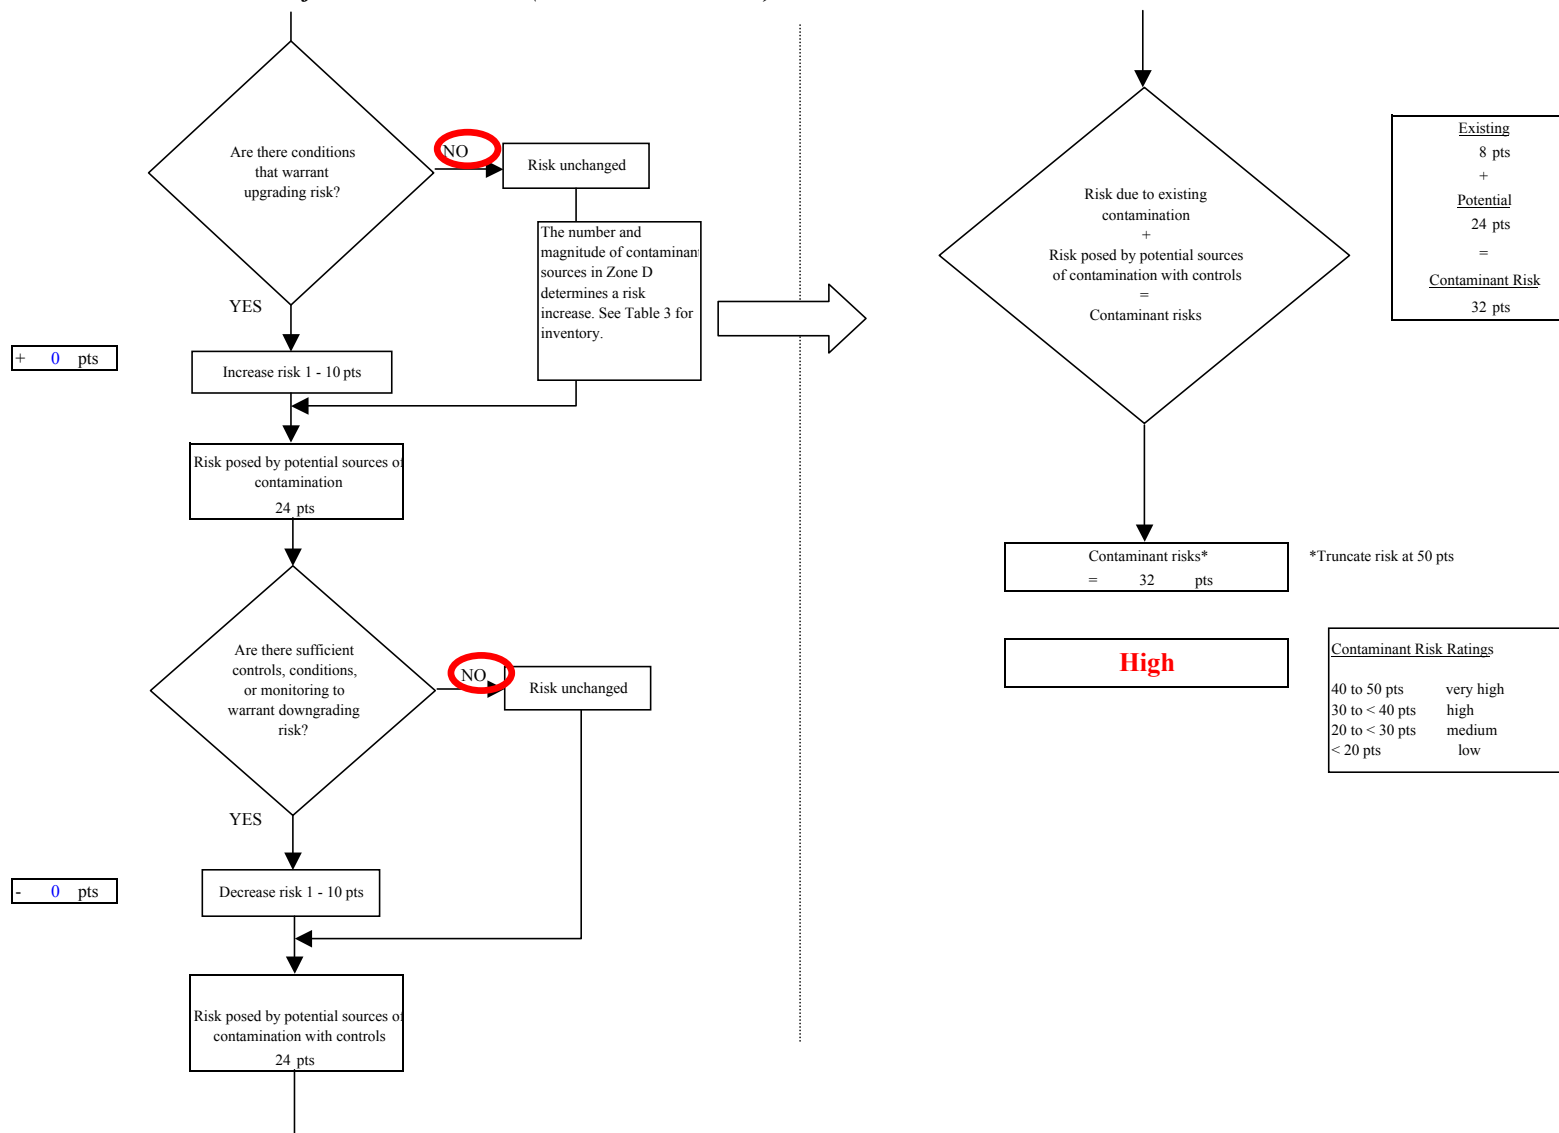 Are there conditions
that warrant
upgrading risk?
NO
Risk unchanged
The number and
magnitude of contaminant
sources in Zone D
determines a risk
increase. See Table 3 for
inventory.
YES
+ 0 pts
Increase risk 1 - 10 pts
Risk posed by potential sources of
contamination
24 pts
Are there sufficient
controls, conditions,
or monitoring to
warrant downgrading
risk?
NO
Risk unchanged
YES
- 0 pts
Decrease risk 1 - 10 pts
Risk posed by potential sources of
contamination with controls
24 pts
Risk due to existing
contamination
+
Risk posed by potential sources
of contamination with controls
=
Contaminant risks
Existing
8 pts
+
Potential
24 pts
=
Contaminant Risk
32 pts
Contaminant risks*
= 32 pts
*Truncate risk at 50 pts
High
Contaminant Risk Ratings
40 to 50 pts very high
30 to < 40 pts high
20 to < 30 pts medium
< 20 pts low